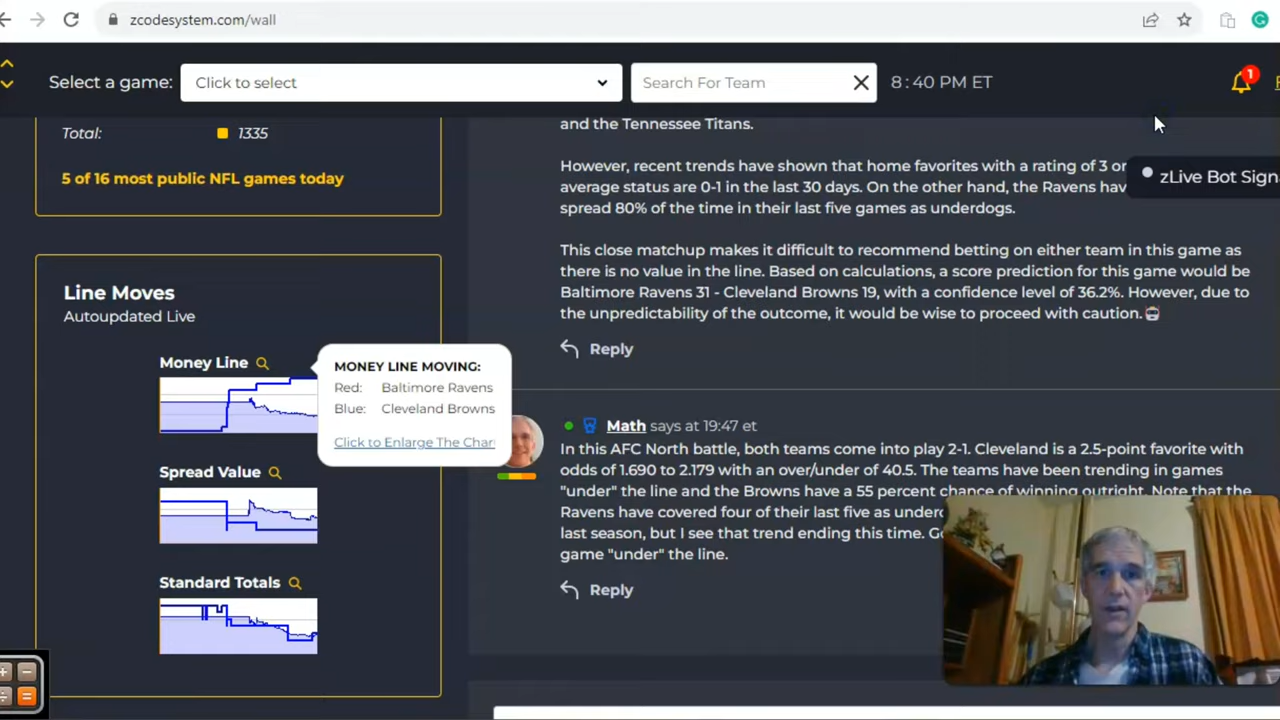 zcodesystem.com/wall
Select a game:
Click to select
Search For Team
8:40 PM ET
1
Total:
1335
5 of 16 most public NFL games today
and the Tennessee Titans.
However, recent trends have shown that home favorites with a rating of 3 or
average status are 0-1 in the last 30 days. On the other hand, the Ravens
spread 80% of the time in their last five games as underdogs.
zLive Bot
This close matchup makes it difficult to recommend betting on either team in this game as
there is no value in the line. Based on calculations, a score prediction for this game would be
Baltimore Ravens 31 - Cleveland Browns 19, with a confidence level of 36.2%. However, due to
the unpredictability of the outcome, it would be wise to proceed with caution.
Reply
Line Moves
Autoupdated Live
Money Line
MONEY LINE MOVING:
Red: Baltimore Ravens
Blue: Cleveland Browns
Click to Enlarge The
Spread Value
Standard Totals
Math says at 19:47 et
In this AFC North battle, both teams come into play 2-1. Cleveland is a 2.5-point favorite with
odds of 1.690 to 2.179 with an over/under of 40.5. The teams have been trending in games
"under" the line and the Browns have a 55 percent chance of winning outright. Note that the
Ravens have covered four of their last five as
last season, but I see that trend ending this time.
game "under" the line.
Reply